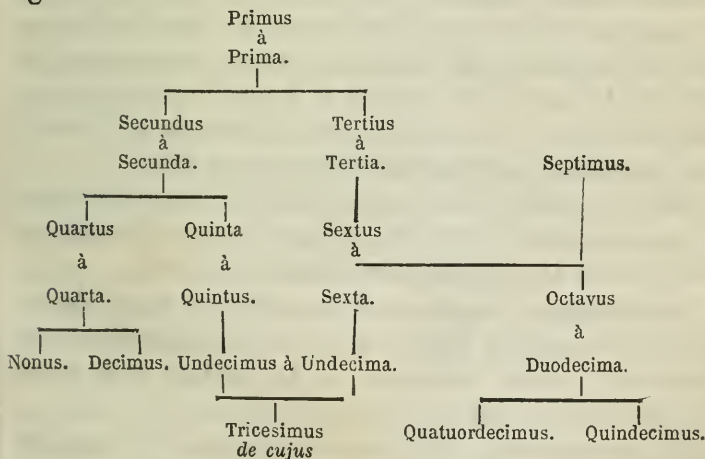 Primus
à
Prima.
Secundus Tertius
à à
Secunda. Tertia. Septimus.
Quartus Quinta Sextus
à à à
Quarta. Quintus. Sexta. Octavus
à
Nonus. Decimus. Undecimus à Undecima. Duodecima.
Tricesimus Quatuordecimus. Quindecimus.
de cujus